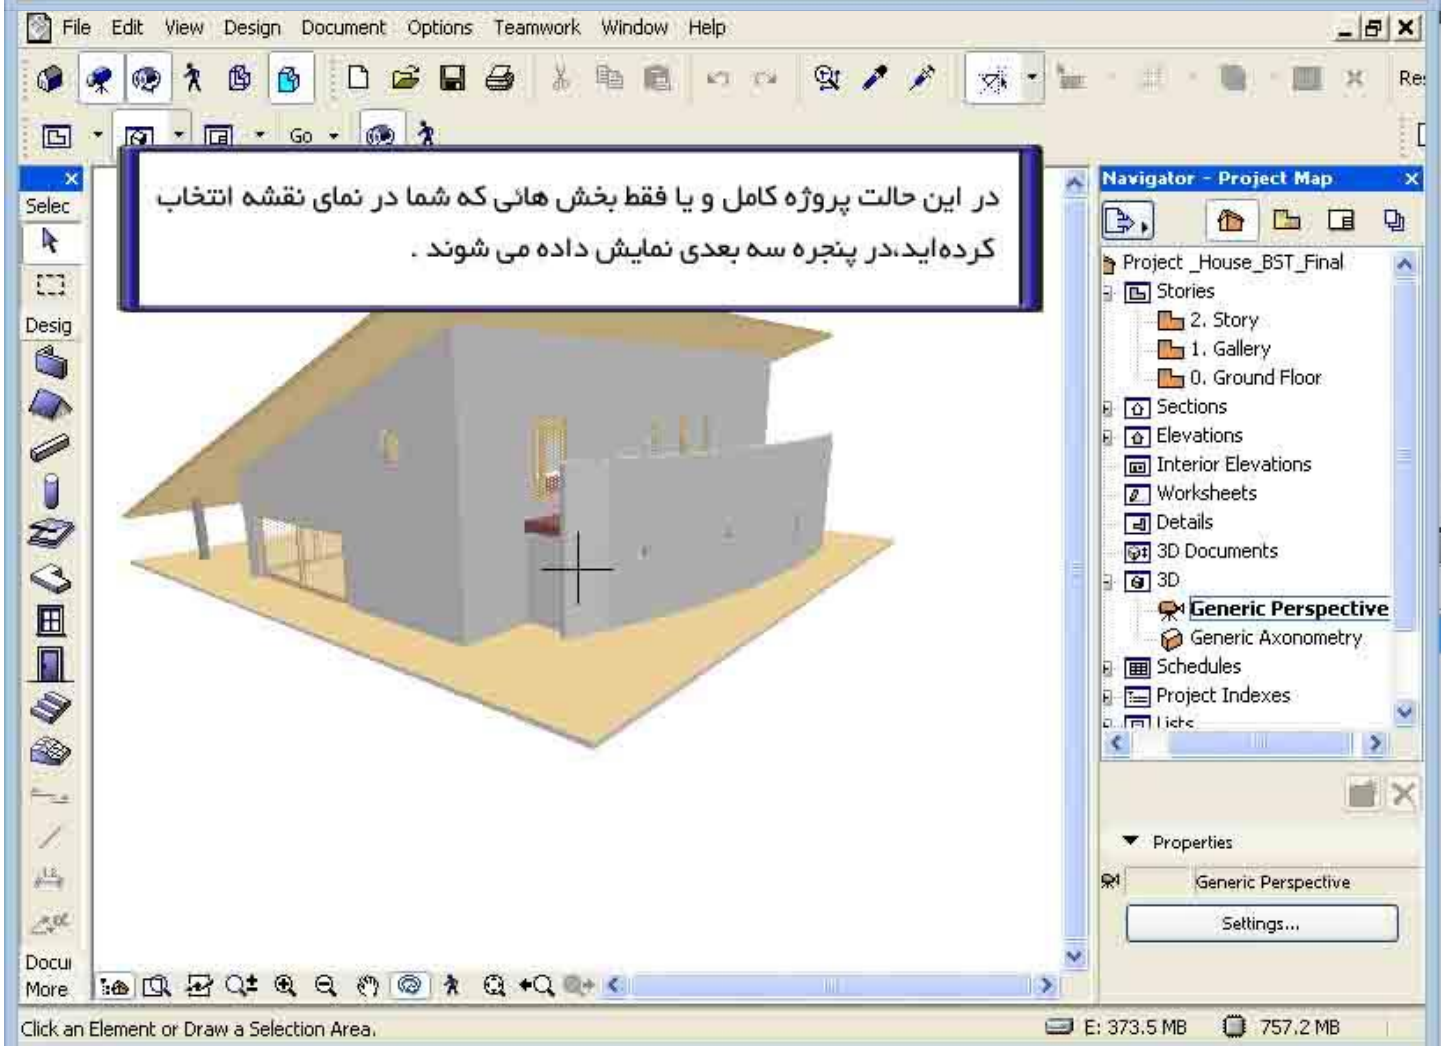 File Edit View Design Document Options Teamwork Window Help
Go
در این حالت پروژه کامل و یا فقط بخش هائی که شما در نمای نقشه انتخاب
کرده‌اید،در پنجره سه بعدی نمایش داده می شوند .
Selec
Desig
Docu
More
Navigator - Project Map
Project _House_BST_Final
Stories
2. Story
1. Gallery
0. Ground Floor
Sections
Elevations
Interior Elevations
Worksheets
Details
3D Documents
3D
Generic Perspective
Generic Axonometry
Schedules
Project Indexes
Lists
Properties
Generic Perspective
Settings...
Click an Element or Draw a Selection Area.
E: 373.5 MB 757.2 MB